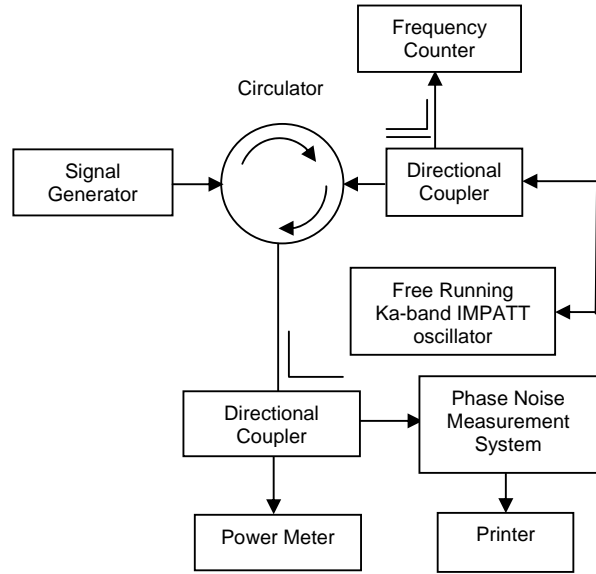 Frequency
Counter
Circulator
Signal
Generator
Directional
Coupler
Free Running
Ka-band IMPATT
oscillator
Directional
Coupler
Phase Noise
Measurement
System
Power Meter
Printer